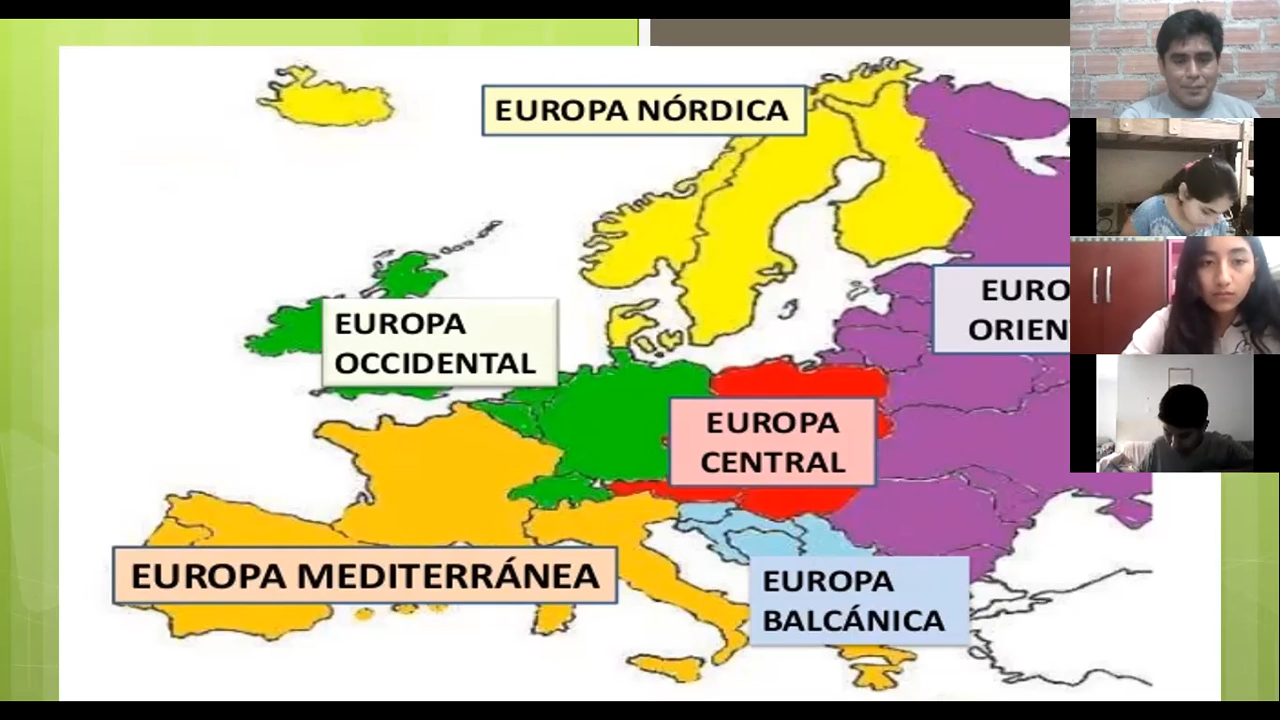 EUROPA NÓRDICA
EUROPA
OCCIDENTAL
EURO
ORIEN
EUROPA
CENTRAL
EUROPA MEDITERRÁNEA
EUROPA
BALCÁNICA